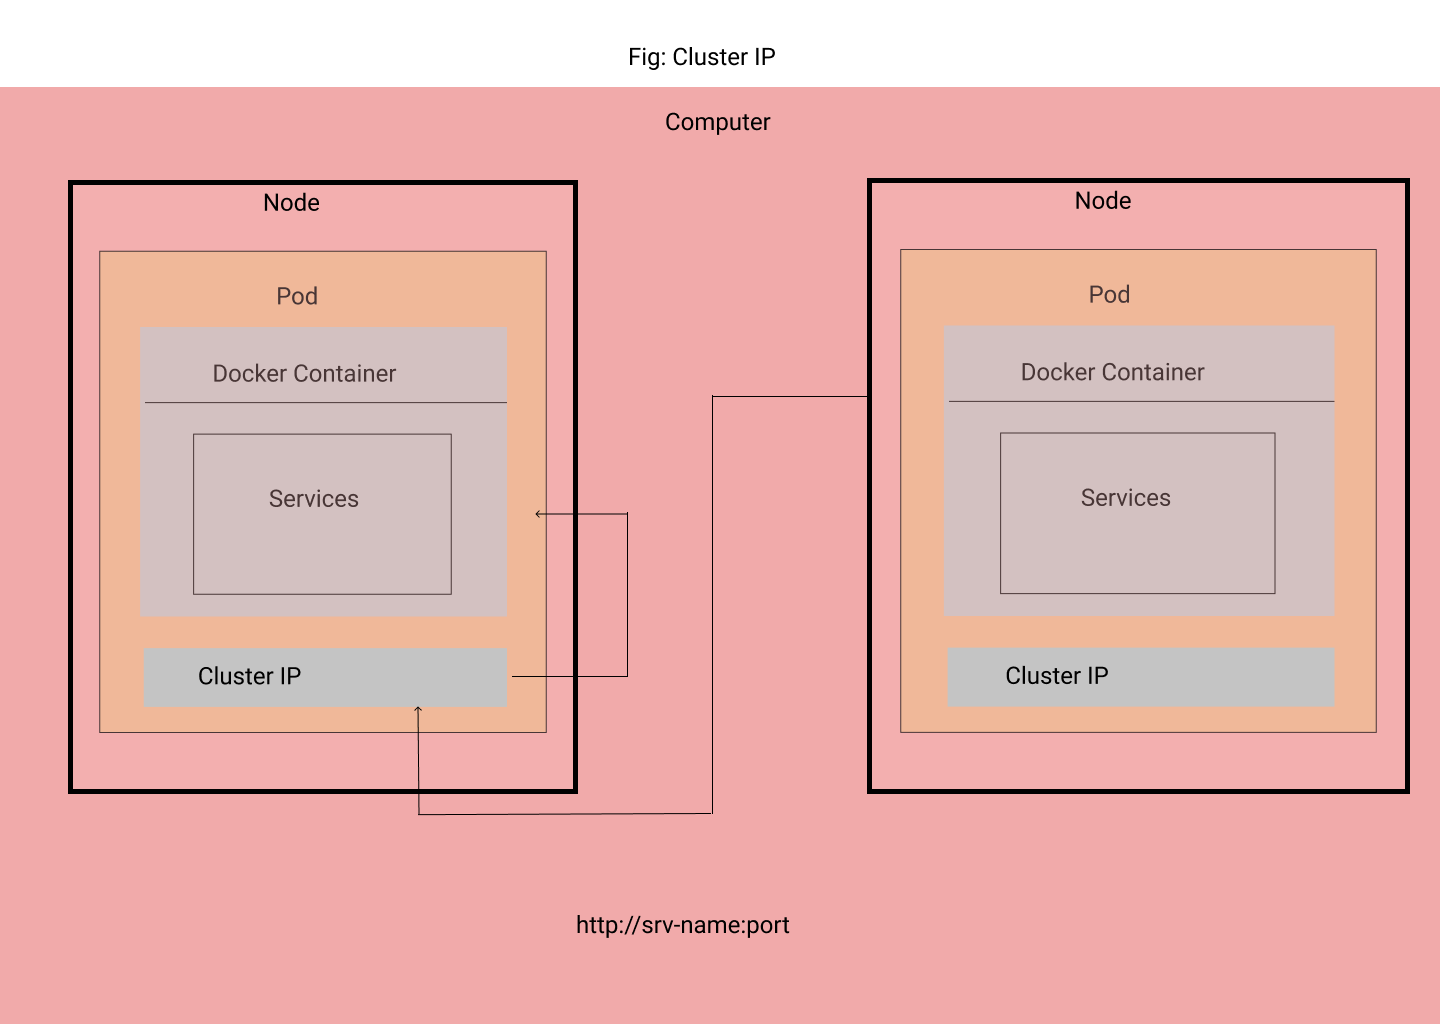 Fig: Cluster IP
Computer
Node
Pod
Docker Container
Services
Cluster IP
Node
Pod
Docker Container
Services
Cluster IP
http://srv-name:port